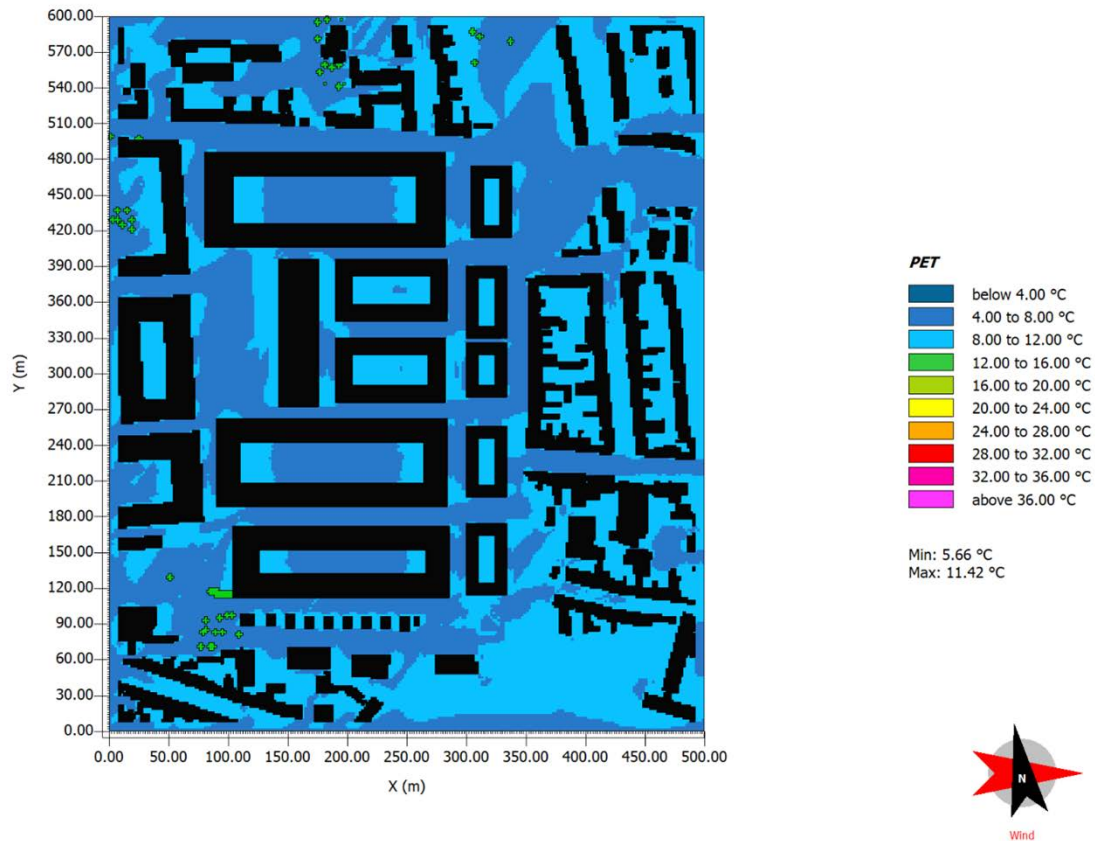 600.00
570.00
540.00
510.00
480.00
450.00
420.00
390.00
360.00
330.00
300.00
270.00
240.00
210.00
180.00
150.00
120.00
90.00
60.00
30.00
0.00
Y (m)
0.00 50.00 100.00 150.00 200.00 250.00 300.00 350.00 400.00 450.00 500.00
X (m)
PET
below 4.00 °C
4.00 to 8.00 °C
8.00 to 12.00 °C
12.00 to 16.00 °C
16.00 to 20.00 °C
20.00 to 24.00 °C
24.00 to 28.00 °C
28.00 to 32.00 °C
32.00 to 36.00 °C
above 36.00 °C
Min: 5.66 °C
Max: 11.42 °C
N
Wind